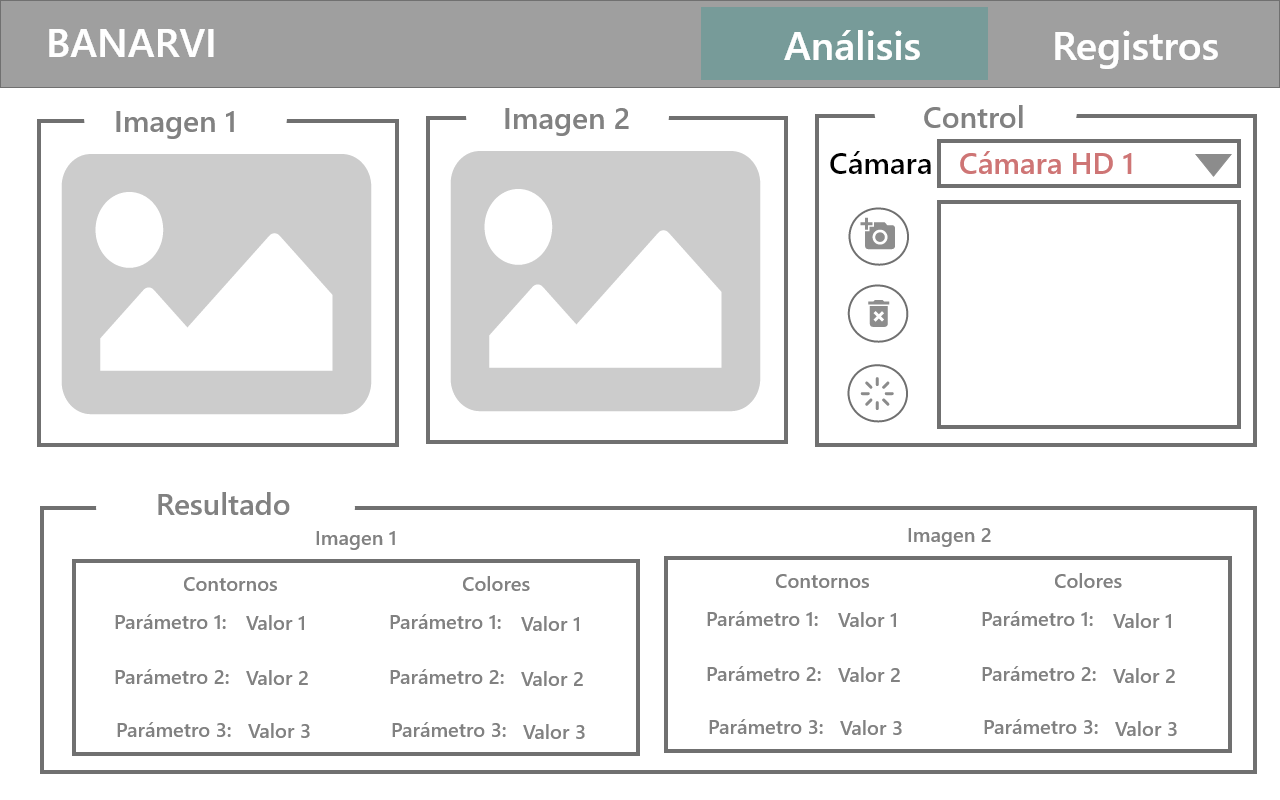 BANARVI
Análisis
Registros
Imagen 1
Imagen 2
Control
Cámara
Cámara HD 1
Resultado
Imagen 1
Contornos
Colores
Parámetro 1: Valor 1
Parámetro 1: Valor 1
Parámetro 2: Valor 2
Parámetro 2: Valor 2
Parámetro 3: Valor 3
Parámetro 3: Valor 3
Imagen 2
Contornos
Colores
Parámetro 1: Valor 1
Parámetro 1: Valor 1
Parámetro 2: Valor 2
Parámetro 2: Valor 2
Parámetro 3: Valor 3
Parámetro 3: Valor 3